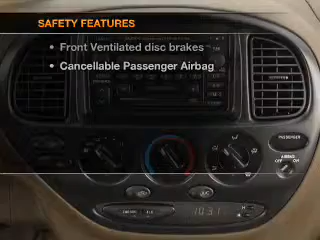 SAFETY FEATURES
• Front Ventilated disc brakes
• Cancellable Passenger Airbag
PASSENGER
AIRBAG
OFF ON
10:31